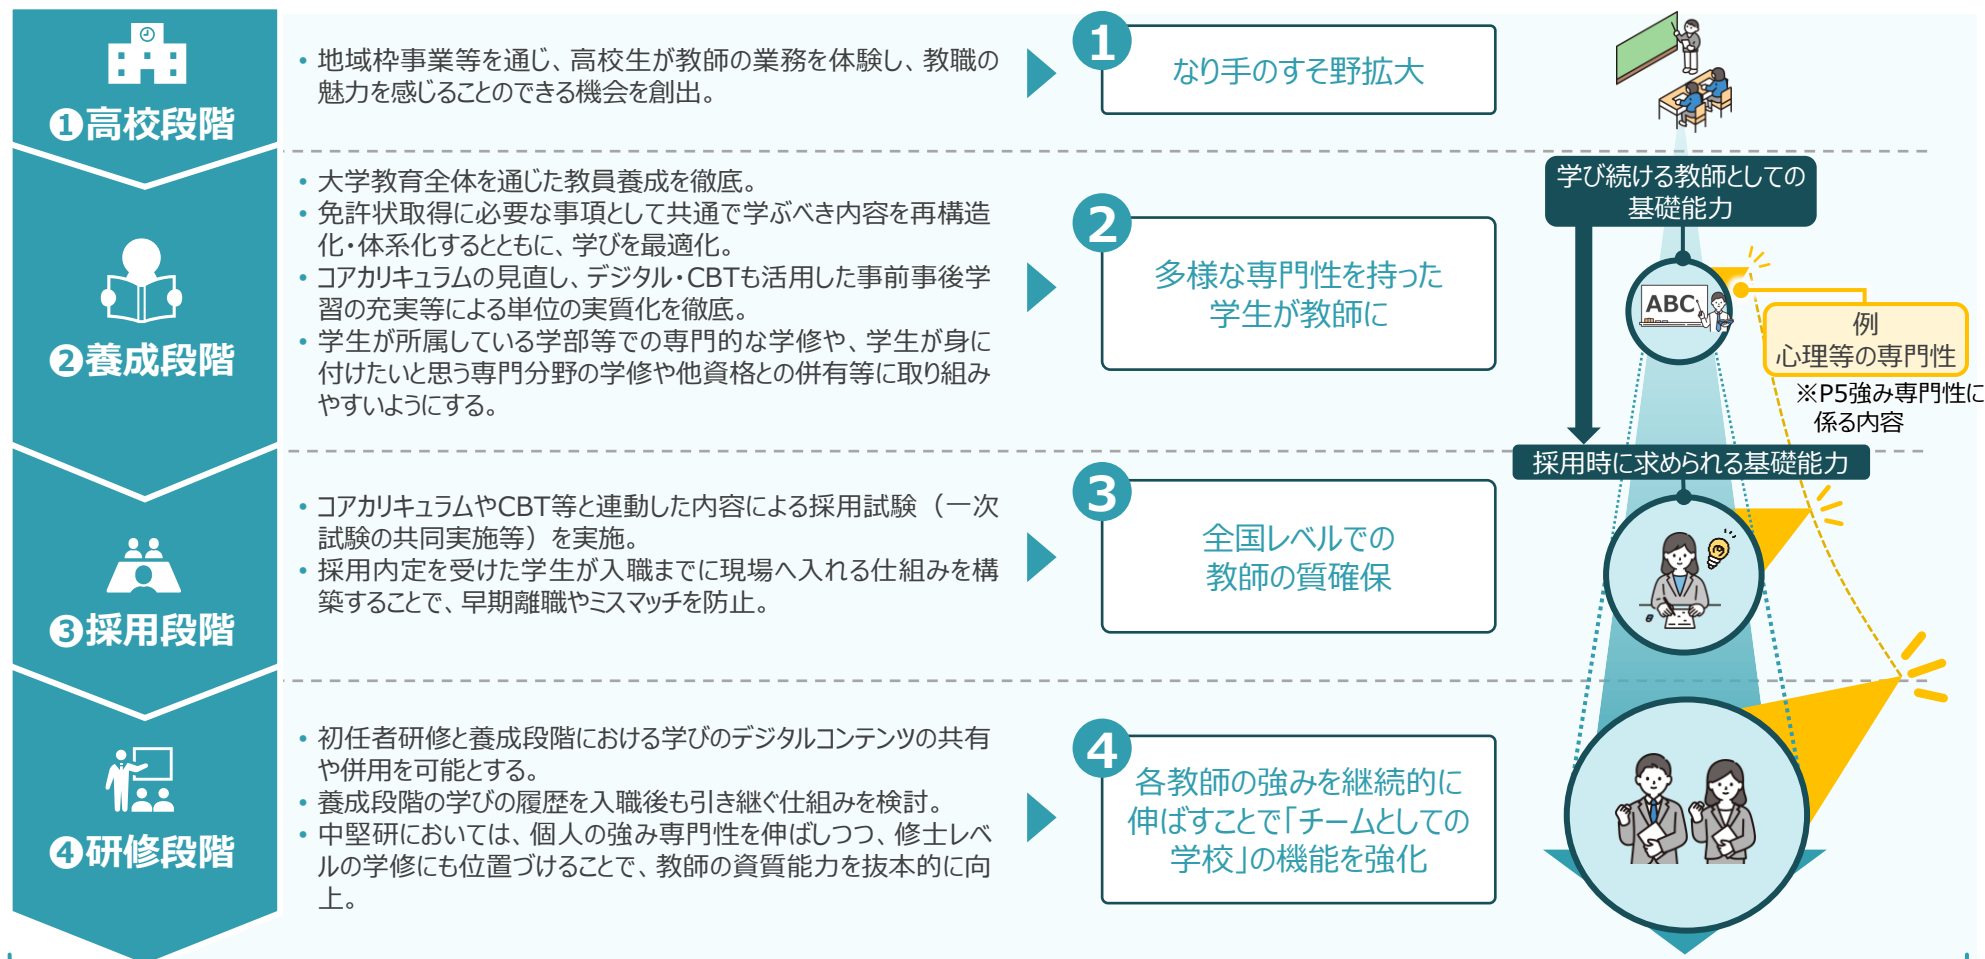 ❶高校段階
• 地域枠事業等を通じ、高校生が教師の業務を体験し、教職の
魅力を感じることのできる機会を創出。
1
なり手のすそ野拡大
❷養成段階
• 大学教育全体を通じた教員養成を徹底。
• 免許状取得に必要な事項として共通で学ぶべき内容を再構造
化・体系化するとともに、学びを最適化。
• コアカリキュラムの見直し、デジタル・CBTも活用した事前事後学
習の充実等による単位の実質化を徹底。
• 学生が所属している学部等での専門的な学修や、学生が身に
付けたいと思う専門分野の学修や他資格との併有等に取り組み
やすいようにする。
2
多様な専門性を持った
学生が教師に
学び続ける教師としての
基礎能力
ABC
例
心理等の専門性
※P5強み専門性に
係る内容
❸採用段階
• コアカリキュラムやCBT等と連動した内容による採用試験（一次
試験の共同実施等）を実施。
• 採用内定を受けた学生が入職までに現場へ入れる仕組みを構
築することで、早期離職やミスマッチを防止。
3
全国レベルでの
教師の質確保
採用時に求められる基礎能力
❹研修段階
• 初任者研修と養成段階における学びのデジタルコンテンツの共有
や併用を可能とする。
• 養成段階の学びの履歴を入職後も引き継ぐ仕組みを検討。
• 中堅研においては、個人の強み専門性を伸ばしつつ、修士レベ
ルの学修にも位置づけることで、教師の資質能力を抜本的に向
上。
4
各教師の強みを継続的に
伸ばすことで「チームとしての
学校」の機能を強化